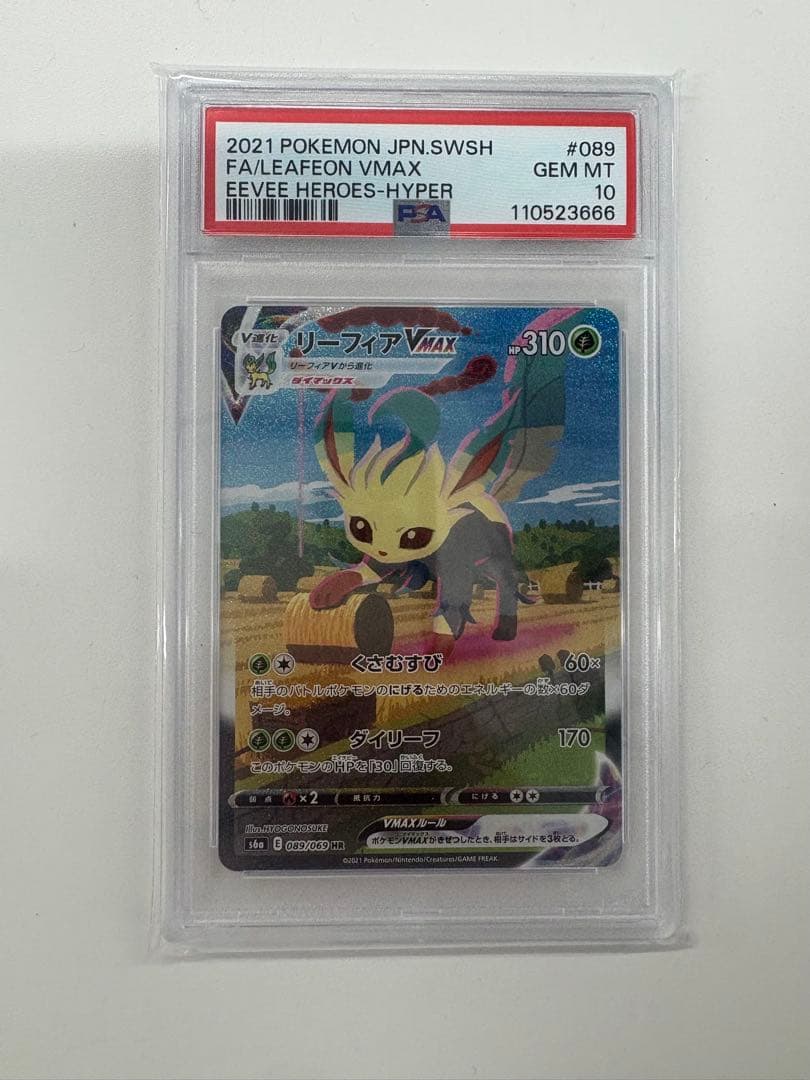 2021 POKEMON JPN.SWSH #089
FA/LEAFEON VMAX GEM MT
EEVEE HEROES-HYPER 10
PSA 110523666
V進化 リーフィアVMAX HP310
リーフィアVから進化
ダイマックス
くさむすび 60×
相手のバトルポケモンのにげるためのエネルギーの数×60ダ
メージ。
ダイリーフ 170
このポケモンのHPを「30」回復する。
弱点 ×2 抵抗力 にげる
Illus. HYOGONOSUKE VMAXルール
s6a E 089/069 HR ポケモンVMAXがきぜつしたとき、相手はサイドを3枚とる。
©2021 Pokémon/Nintendo/Creatures/GAME FREAK.